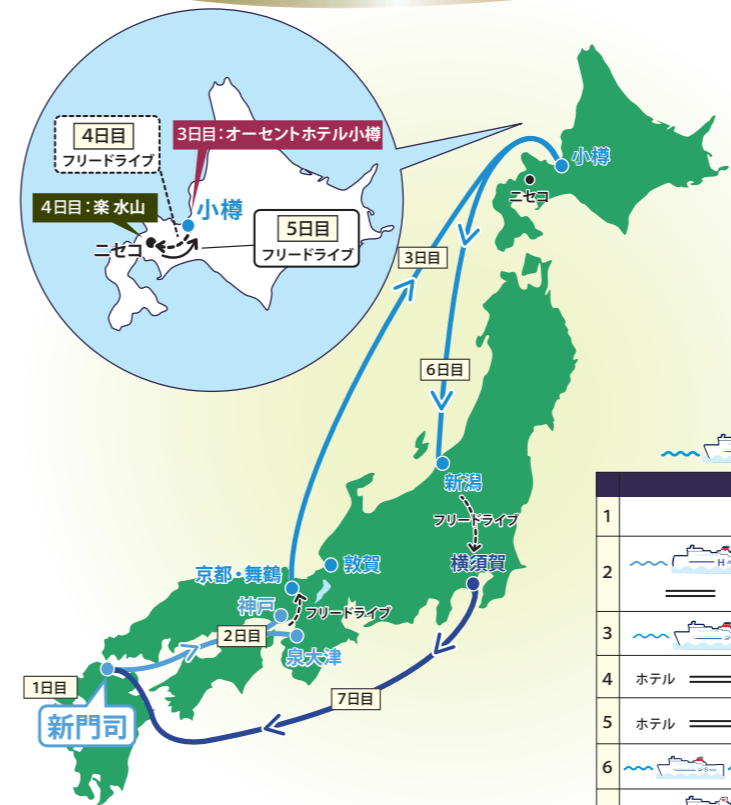 4日目
フリードライブ
3日目:オーセントホテル小樽
4日目:楽 水山
小樽
ニセコ
5日目
フリードライブ
小樽
ニセコ
3日目
6日目
新潟
フリードライブ
横須賀
敦賀
京都・舞鶴
神戸
フリードライブ
2日目
泉大津
1日目
新門司
7日目
1
2
H
3
4 ホテル
5 ホテル
6